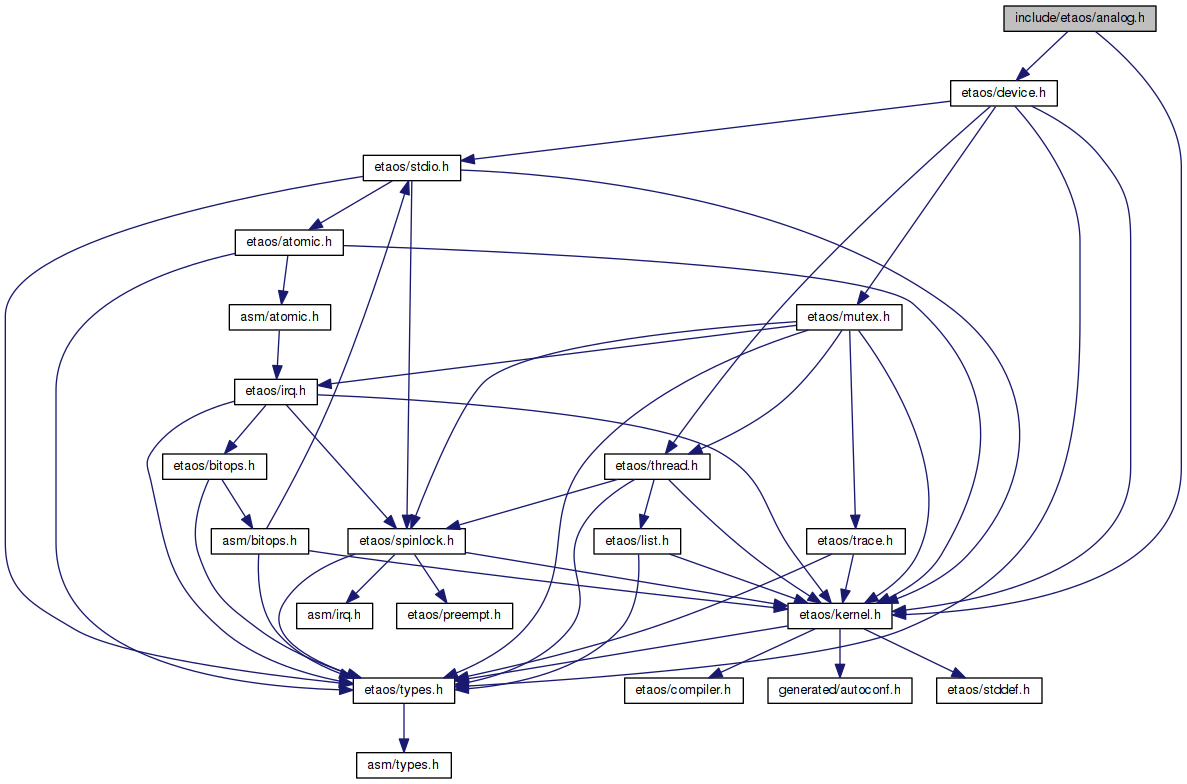 include/etaos/analog.h
etaos/device.h
etaos/stdio.h
etaos/atomic.h
asm/atomic.h
etaos/mutex.h
etaos/irq.h
etaos/bitops.h
etaos/thread.h
asm/bitops.h
etaos/spinlock.h
etaos/list.h
etaos/trace.h
asm/irq.h
etaos/preempt.h
etaos/kernel.h
etaos/types.h
etaos/compiler.h
generated/autoconf.h
etaos/stddef.h
asm/types.h